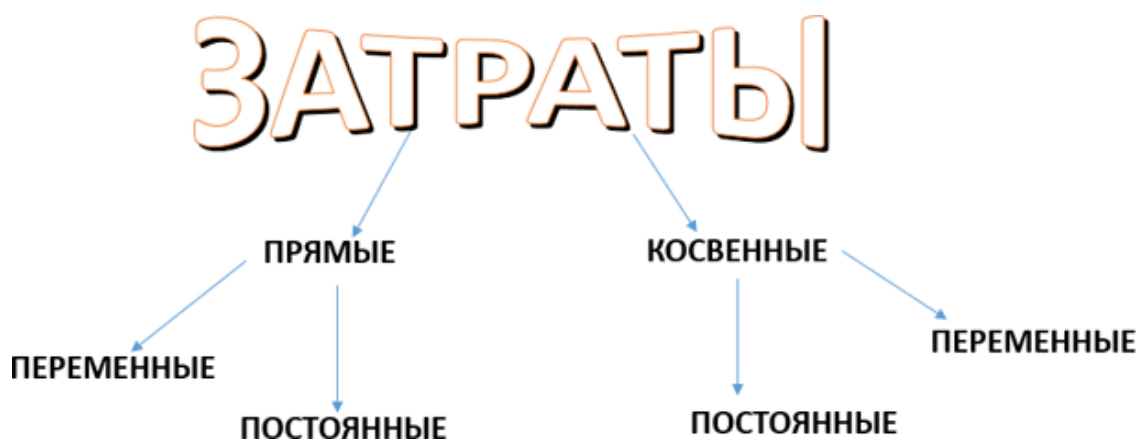 ЗАТРАТЫ
ПРЯМЫЕ
КОСВЕННЫЕ
ПЕРЕМЕННЫЕ
ПОСТОЯННЫЕ
ПОСТОЯННЫЕ
ПЕРЕМЕННЫЕ